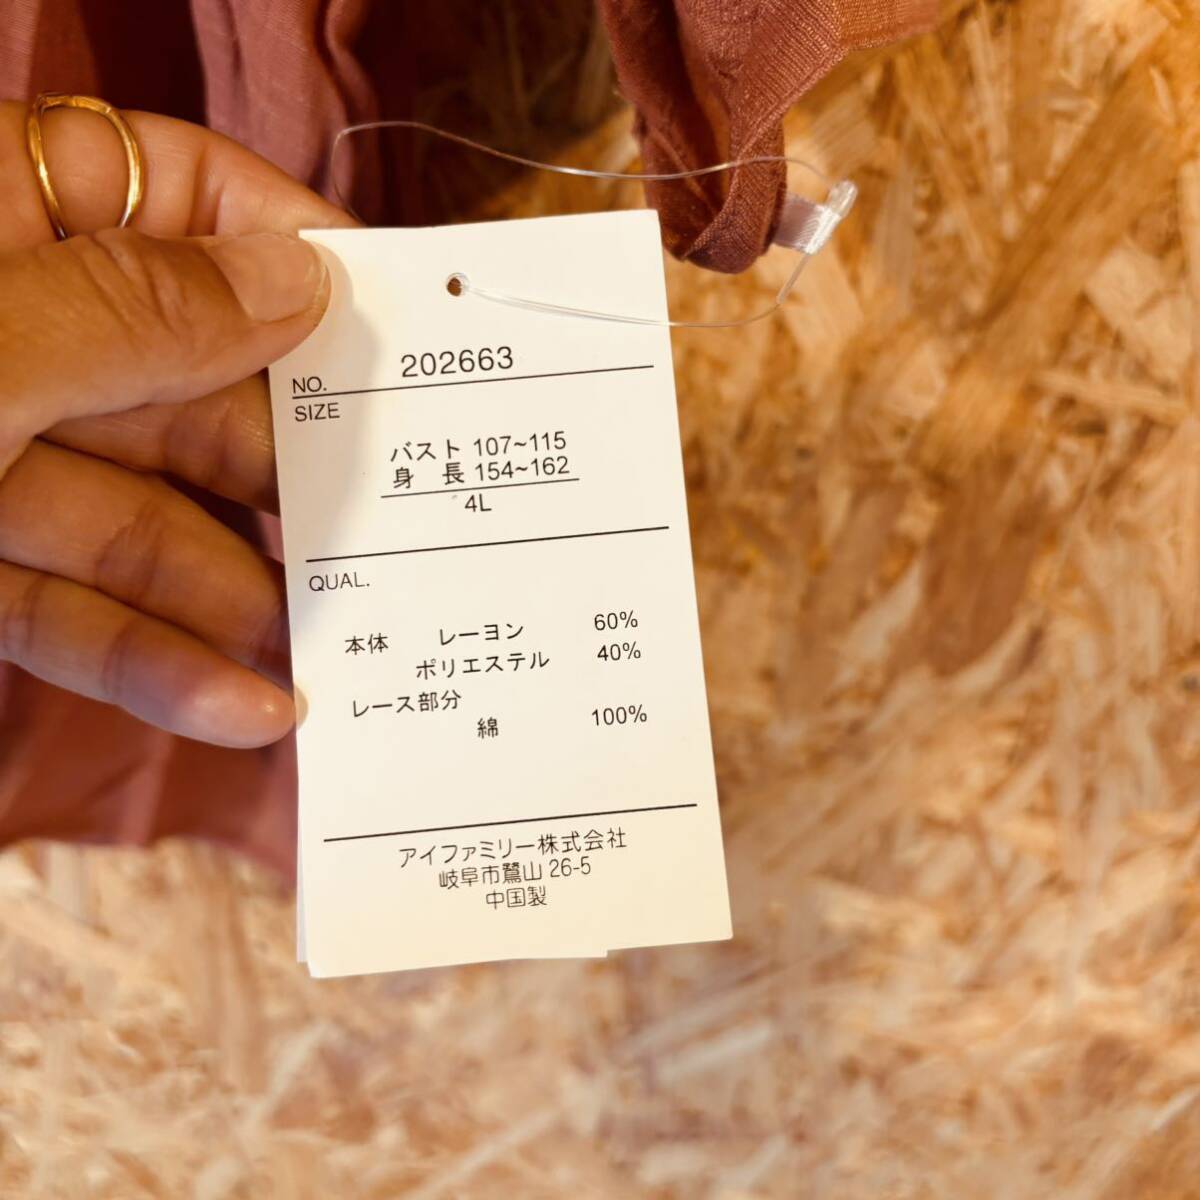 NO. 202663
SIZE
バスト 107~115
身 長 154~162
4L
QUAL.
本体 レーヨン 60%
ポリエステル 40%
レース部分
綿 100%
アイファミリー株式会社
岐阜市鷺山 26-5
中国製